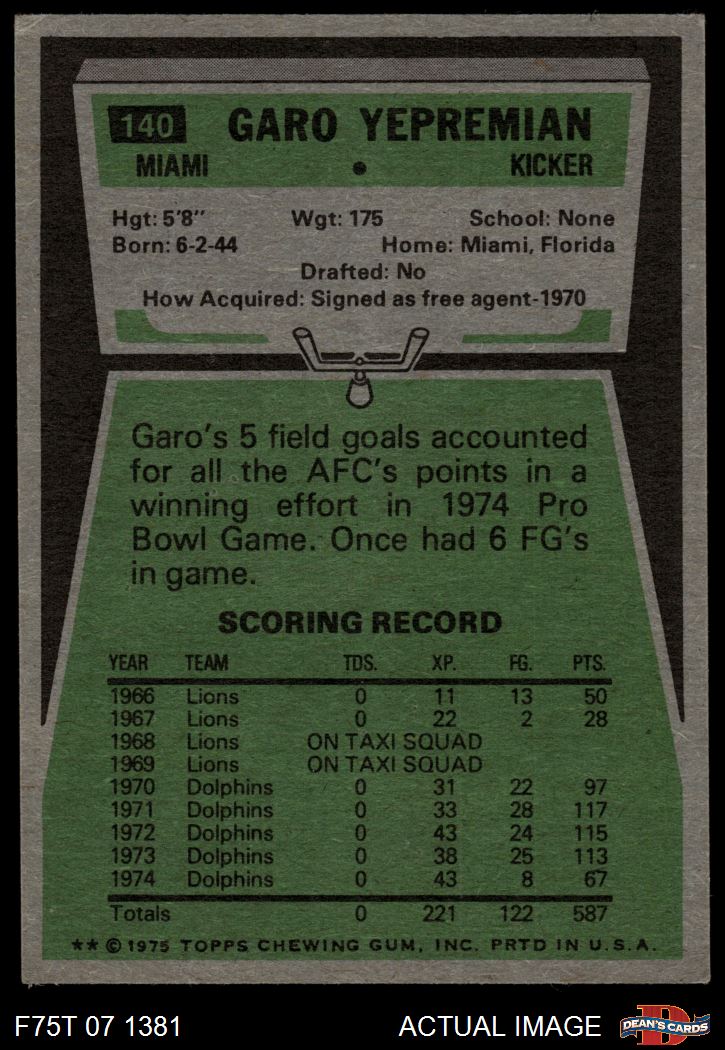 140 GARO YEPREMIAN
MIAMI • KICKER
Hgt: 5'8" Wgt: 175 School: None
Born: 6-2-44 Home: Miami, Florida
Drafted: No
How Acquired: Signed as free agent-1970
Garo's 5 field goals accounted
for all the AFC's points in a
winning effort in 1974 Pro
Bowl Game. Once had 6 FG's
in game.
SCORING RECORD
YEAR TEAM TDS. XP. FG. PTS.
1966 Lions 0 11 13 50
1967 Lions 0 22 2 28
1968 Lions ON TAXI SQUAD
1969 Lions ON TAXI SQUAD
1970 Dolphins 0 31 22 97
1971 Dolphins 0 33 28 117
1972 Dolphins 0 43 24 115
1973 Dolphins 0 38 25 113
1974 Dolphins 0 43 8 67
Totals 0 221 122 587
** © 1975 TOPPS CHEWING GUM, INC. PRTD IN U.S.A.
F75T 07 1381 ACTUAL IMAGE D DEAN'S CARDS